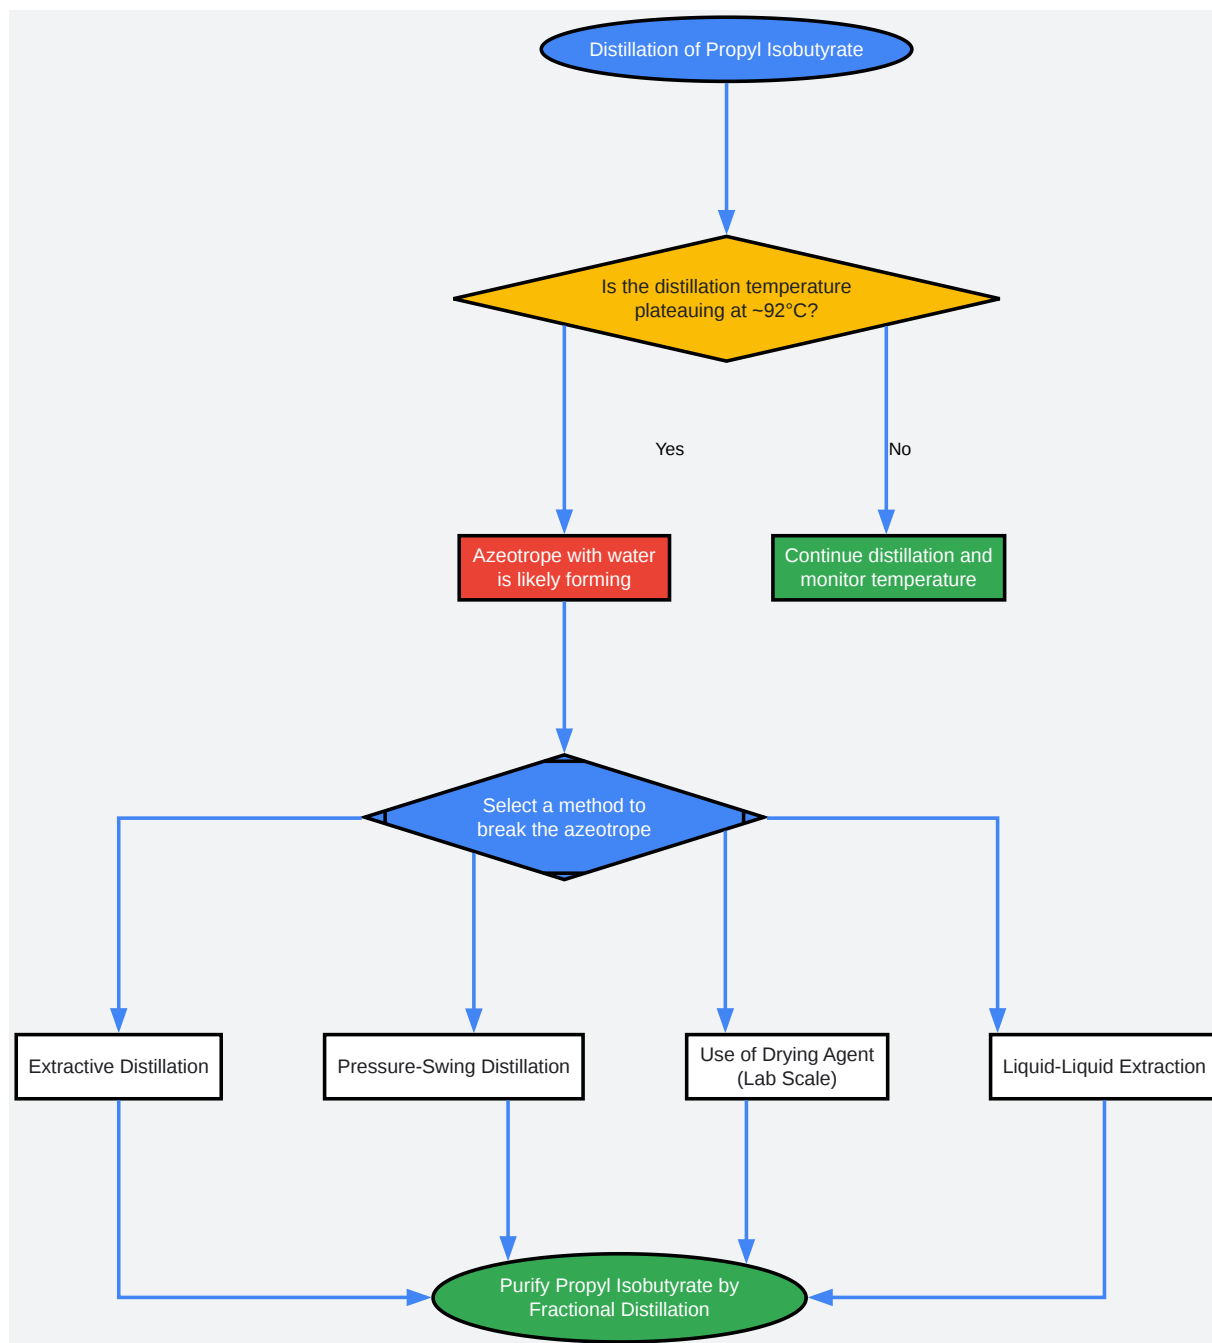 Distillation of Propyl Isobutyrate
Is the distillation temperature
plateauing at ~92°C?
Yes
No
Azeotrope with water
is likely forming
Continue distillation and
monitor temperature
Select a method to
break the azeotrope
Extractive Distillation
Pressure-Swing Distillation
Use of Drying Agent
(Lab Scale)
Liquid-Liquid Extraction
Purify Propyl Isobutyrate by
Fractional Distillation